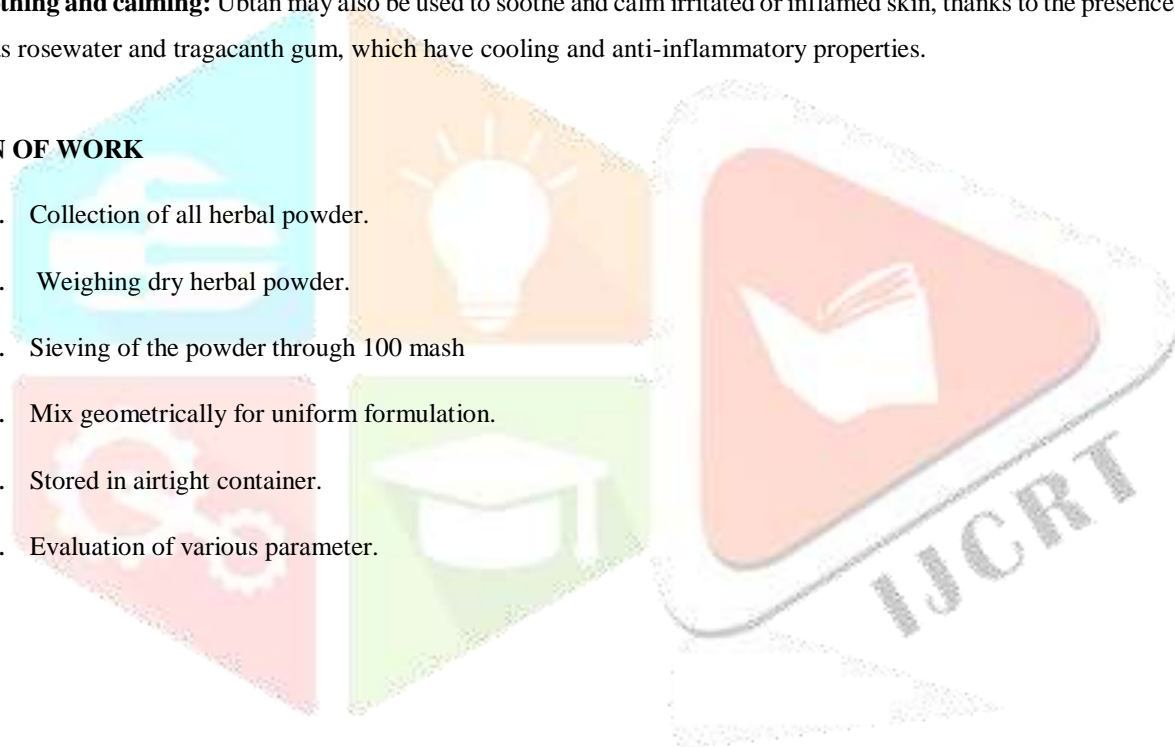 thing and calming: Ubtan may also be used to soothe and calm irritated or inflamed skin, thanks to the presence
as rosewater and tragacanth gum, which have cooling and anti-inflammatory properties.
N OF WORK
. Collection of all herbal powder.
. Weighing dry herbal powder.
. Sieving of the powder through 100 mash
. Mix geometrically for uniform formulation.
. Stored in airtight container.
. Evaluation of various parameter.
IJCRT